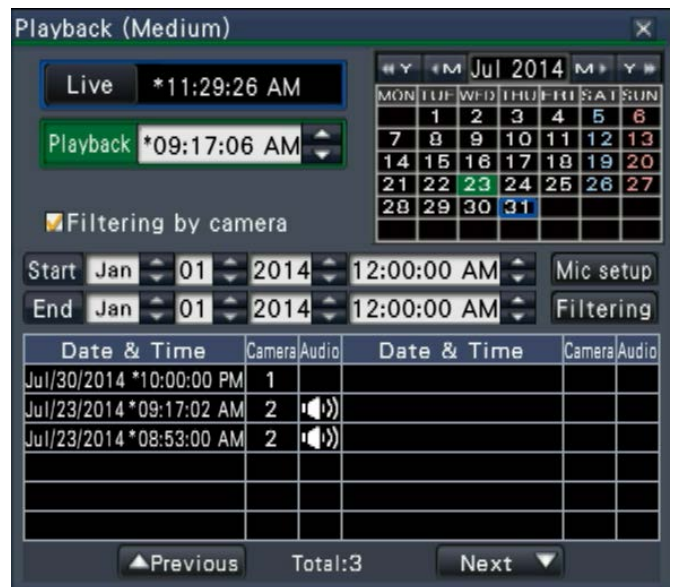 Playback (Medium)
Live *11:29:26 AM
Y M Jul 2014 M Y
MON TUE WED THU FRI SAT SUN
1 2 3 4 5 6
7 8 9 10 11 12 13
14 15 16 17 18 19 20
21 22 23 24 25 26 27
28 29 30 31
Playback *09:17:06 AM
Filtering by camera
Start Jan 01 2014 12:00:00 AM Mic setup
End Jan 01 2014 12:00:00 AM Filtering
Date & Time Camera Audio Date & Time Camera Audio
Jul/30/2014 *10:00:00 PM 1
Jul/23/2014 *09:17:02 AM 2
Jul/23/2014 *08:53:00 AM 2
Previous Total:3 Next